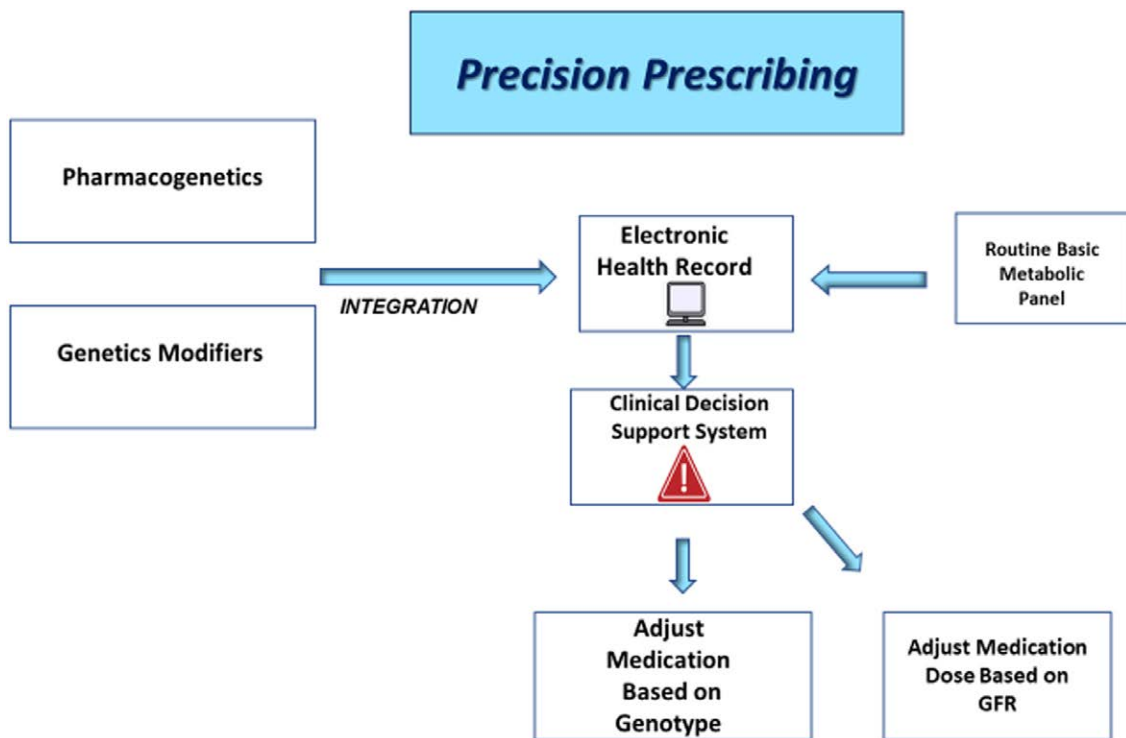 Precision Prescribing
Pharmacogenetics
Genetics Modifiers
INTEGRATION
Electronic
Health Record
Routine Basic
Metabolic
Panel
Clinical Decision
Support System
!
Adjust
Medication
Based on
Genotype
Adjust Medication
Dose Based on
GFR